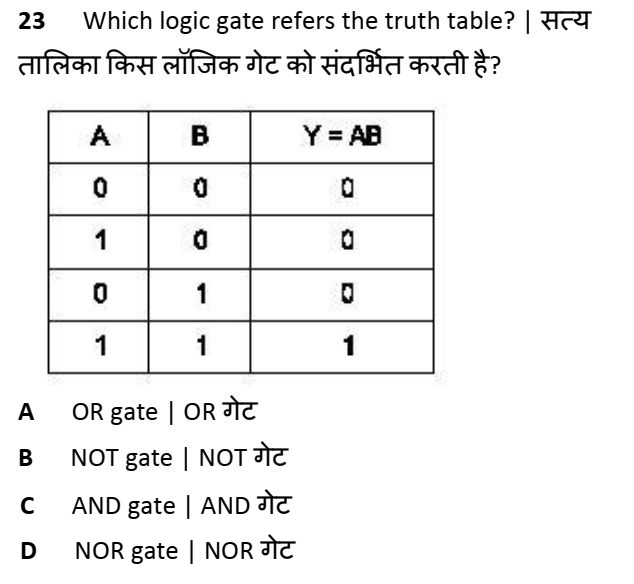 23 Which logic gate refers the truth table? | सत्य
तालिका किस लॉजिक गेट को संदर्भित करती है?
A B Y = AB
0 0 0
1 0 0
0 1 0
1 1 1
A OR gate | OR गेट
B NOT gate | NOT गेट
C AND gate | AND गेट
D NOR gate | NOR गेट